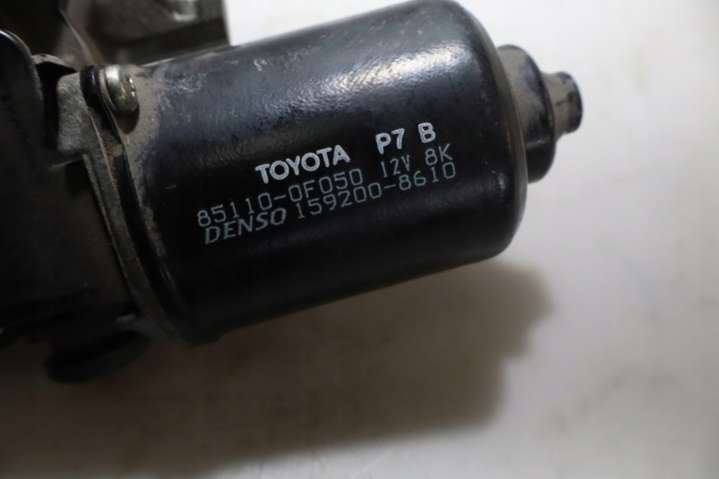 TOYOTA P7 B
85110-0F050 12V 8K
DENSO 159200-8610